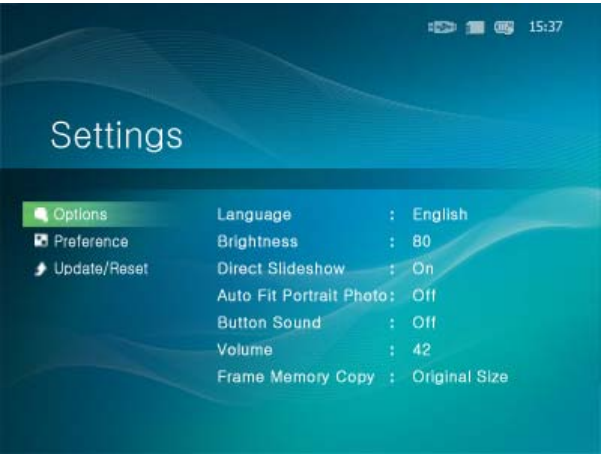 15:37
Settings
Options
Preference
Update/Reset
Language : English
Brightness : 80
Direct Slideshow : On
Auto Fit Portrait Photo: Off
Button Sound : Off
Volume : 42
Frame Memory Copy : Original Size